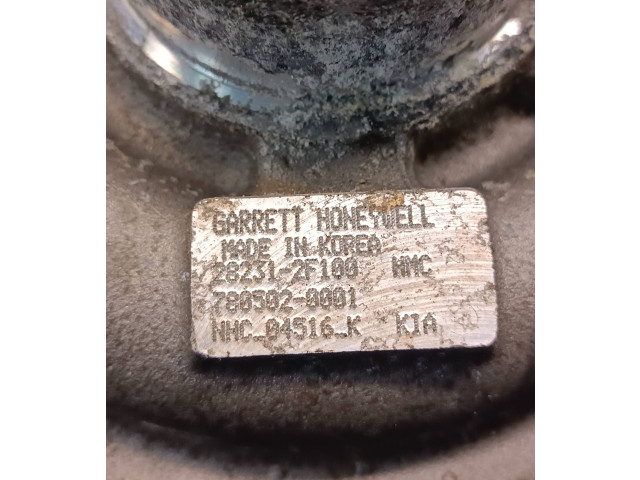 GARRETT HONEYWELL
MADE IN KOREA
28231-2F100 HMC
780502-0001
NHC_04516_K KIA